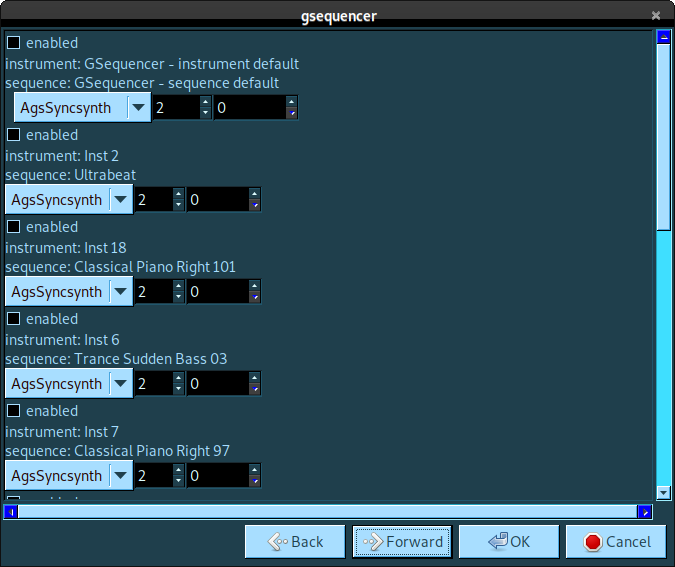 gsequencer
enabled
instrument: GSequencer - instrument default
sequence: GSequencer - sequence default
AgsSyncsynth 2 0
enabled
instrument: Inst 2
sequence: Ultrabeat
AgsSyncsynth 2 0
enabled
instrument: Inst 18
sequence: Classical Piano Right 101
AgsSyncsynth 2 0
enabled
instrument: Inst 6
sequence: Trance Sudden Bass 03
AgsSyncsynth 2 0
enabled
instrument: Inst 7
sequence: Classical Piano Right 97
AgsSyncsynth 2 0
Back Forward OK Cancel